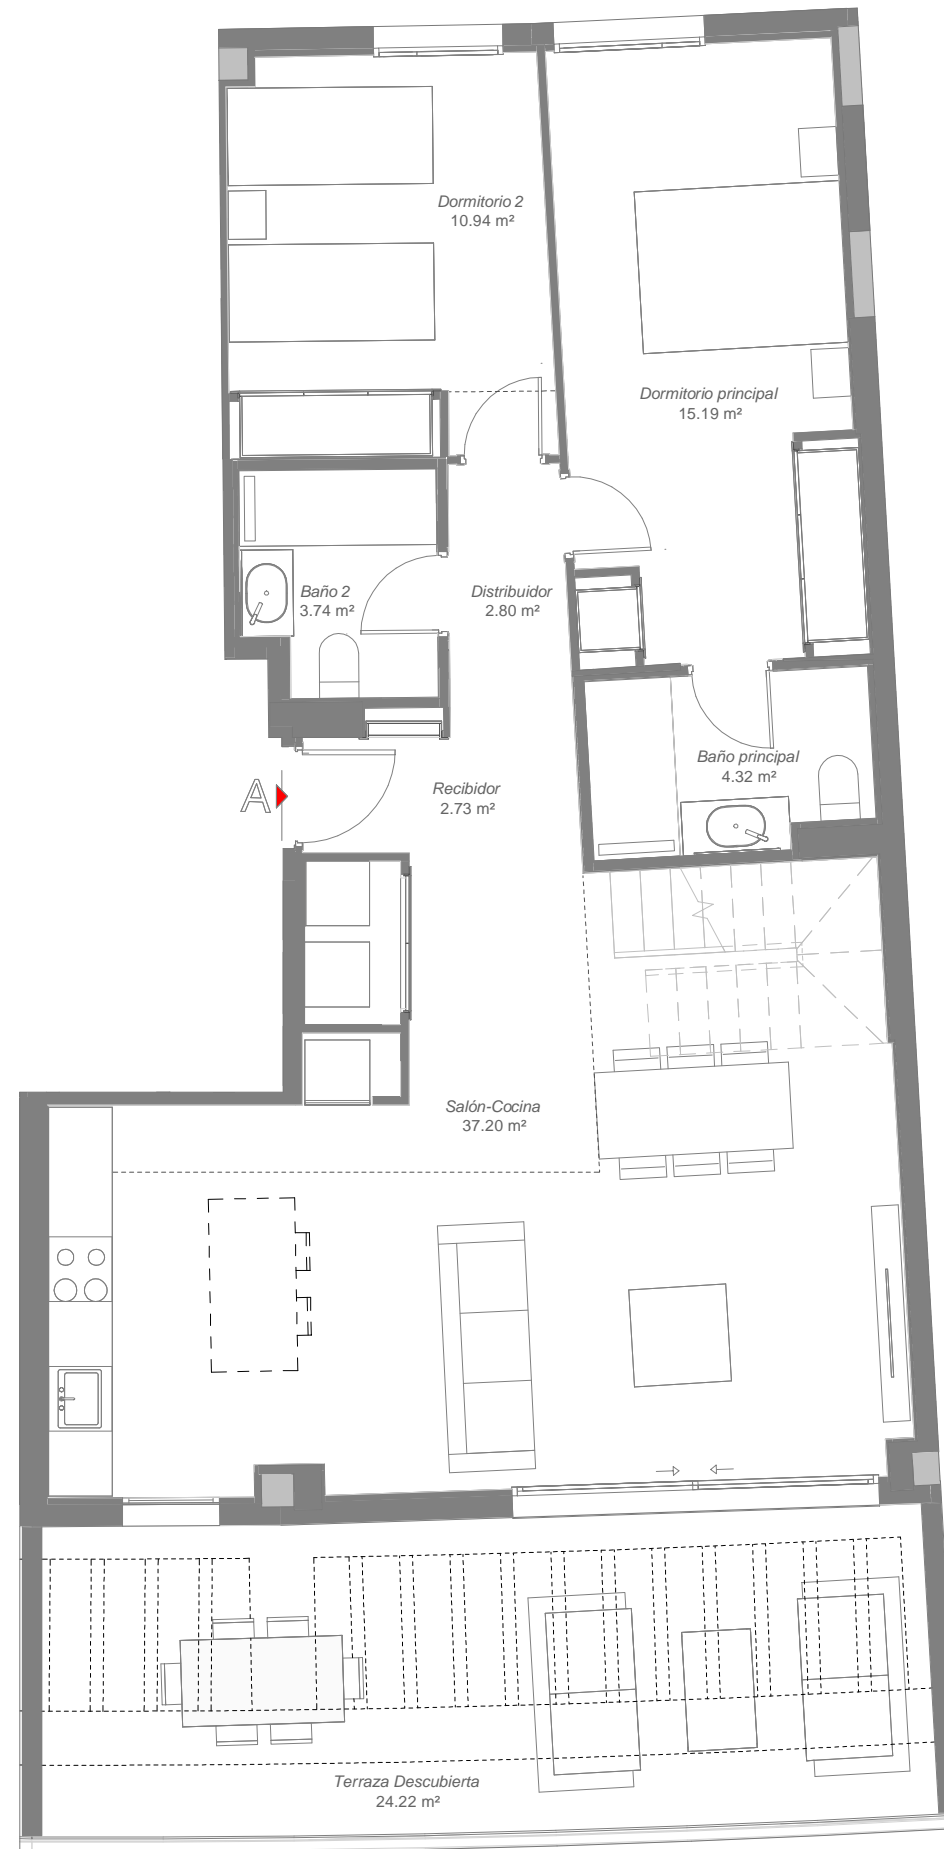 Dormitorio 2
10.94 m²
Dormitorio principal
15.19 m²
Baño 2
3.74 m²
Distribuidor
2.80 m²
Baño principal
4.32 m²
A
Recibidor
2.73 m²
Salón-Cocina
37.20 m²
Terraza Descubierta
24.22 m²